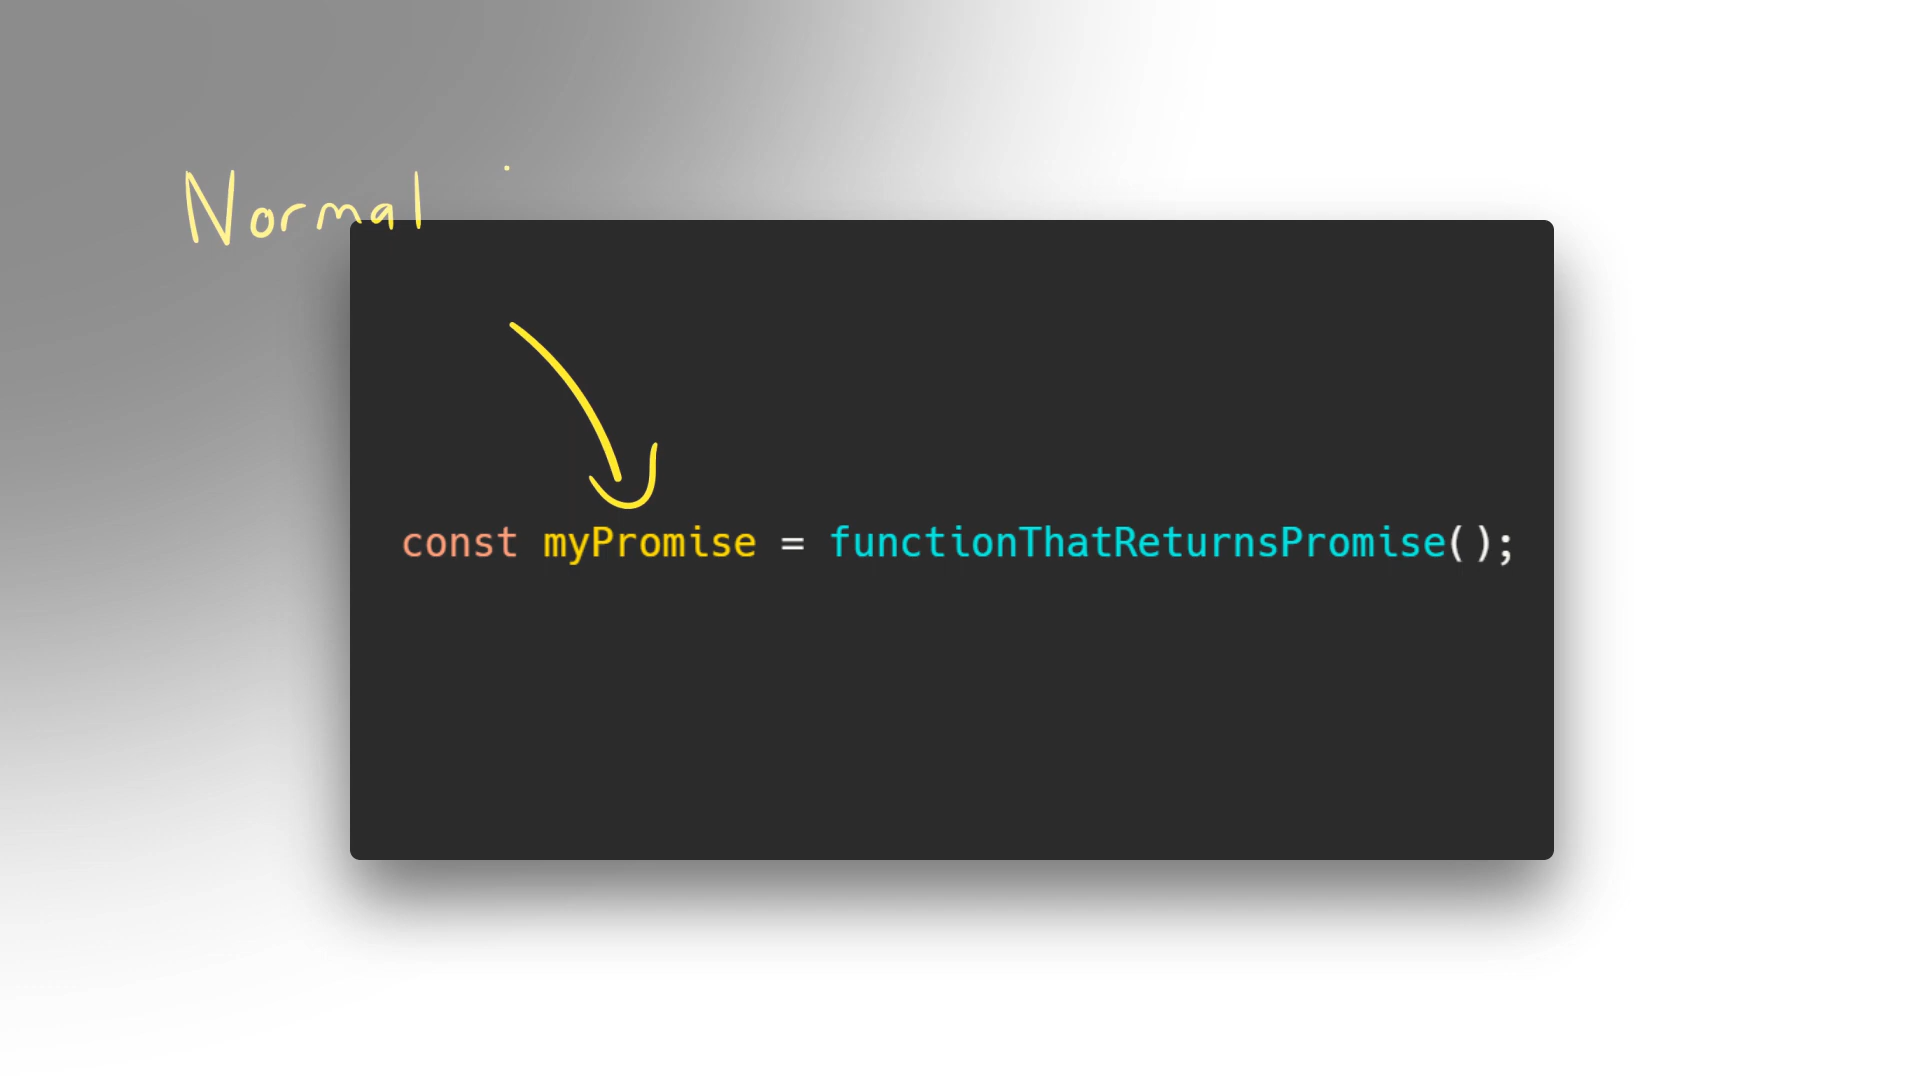 Normal
const myPromise = functionThatReturnsPromise();